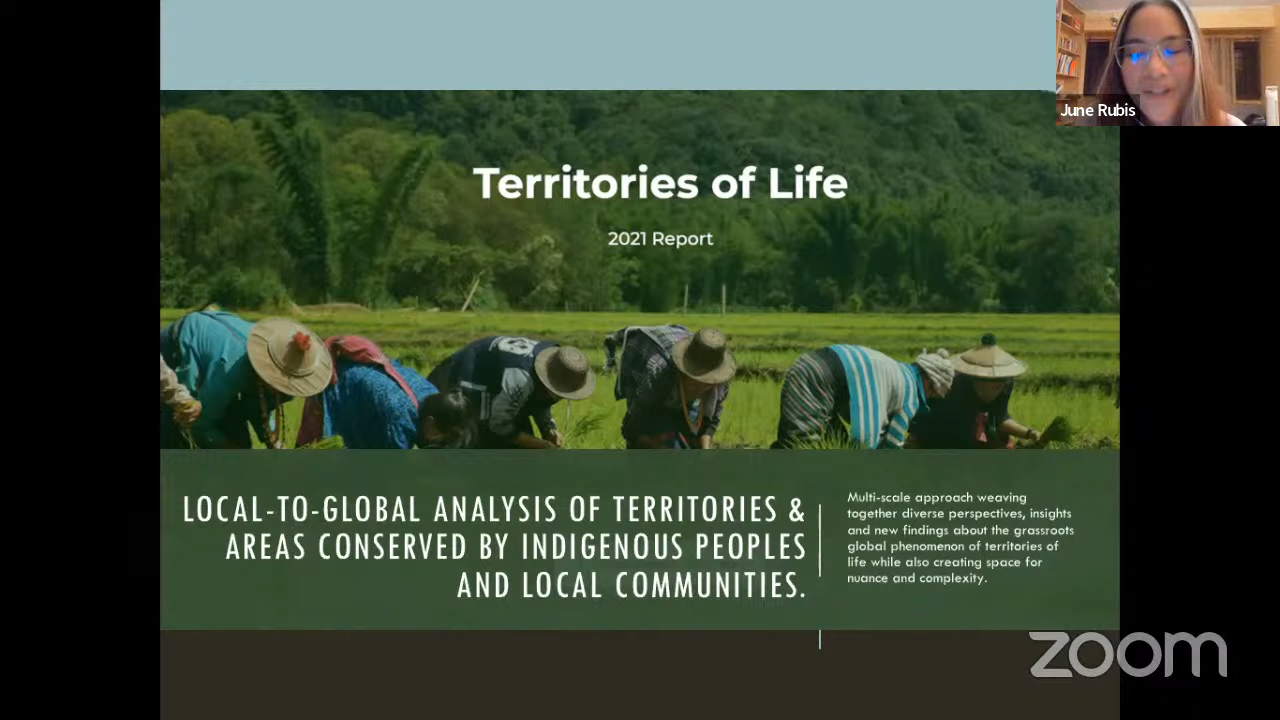 June Rubis
Territories of Life
2021 Report
LOCAL-TO-GLOBAL ANALYSIS OF TERRITORIES &
AREAS CONSERVED BY INDIGENOUS PEOPLES
AND LOCAL COMMUNITIES.
Multi-scale approach weaving
together diverse perspectives, insights
and new findings about the grassroots
global phenomenon of territories of
life while also creating space for
nuance and complexity.
zoom